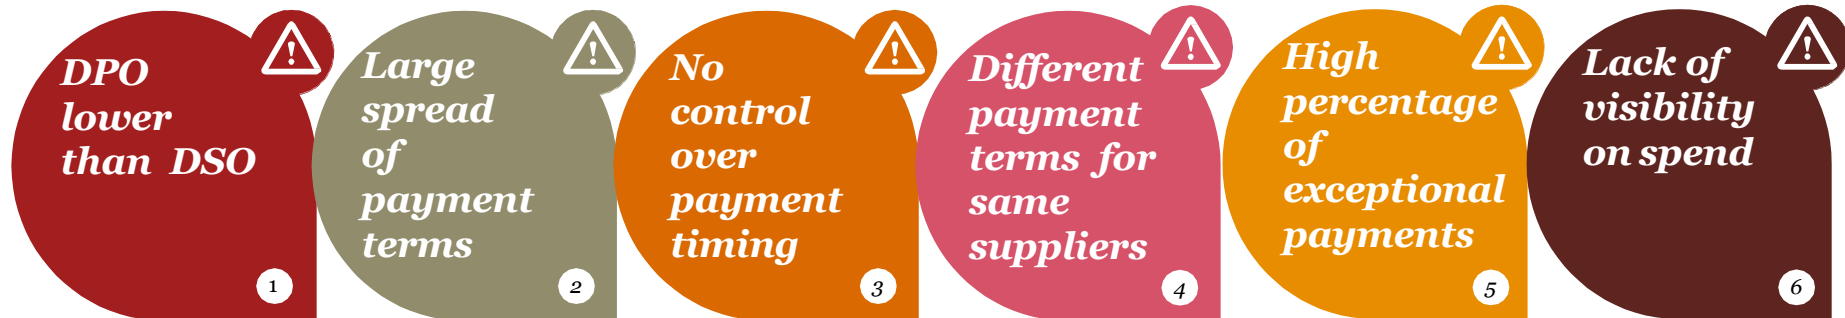 DPO
lower
than DSO
1
Large
spread
of
payment
terms
2
No
control
over
payment
timing
3
Different
payment
terms for
same
suppliers
4
High
percentage
of
exceptional
payments
5
Lack of
visibility
on spend
6